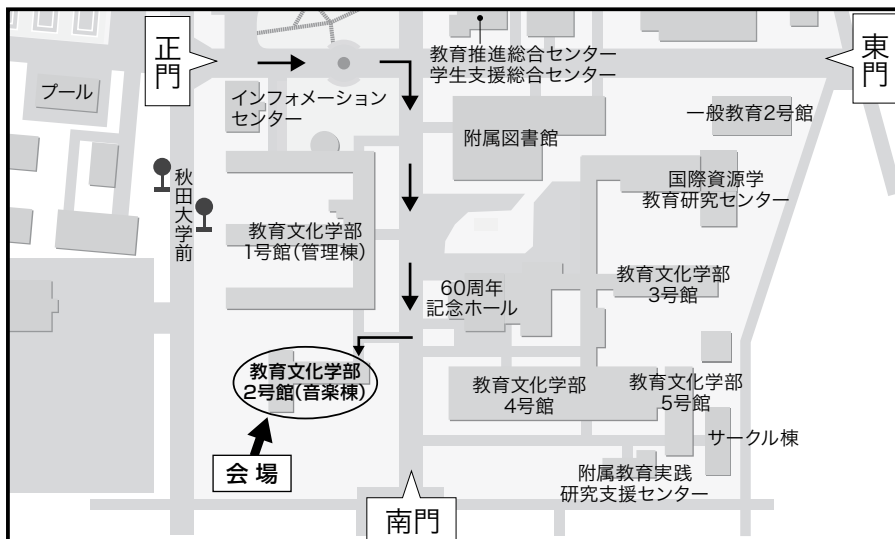 正門
東門
プール
インフォメーション
センター
教育推進総合センター
学生支援総合センター
附属図書館
一般教育2号館
国際資源学
教育研究センター
秋田大学前
教育文化学部
1号館(管理棟)
60周年
記念ホール
教育文化学部
3号館
教育文化学部
2号館(音楽棟)
教育文化学部
4号館
教育文化学部
5号館
サークル棟
会場
附属教育実践
研究支援センター
南門